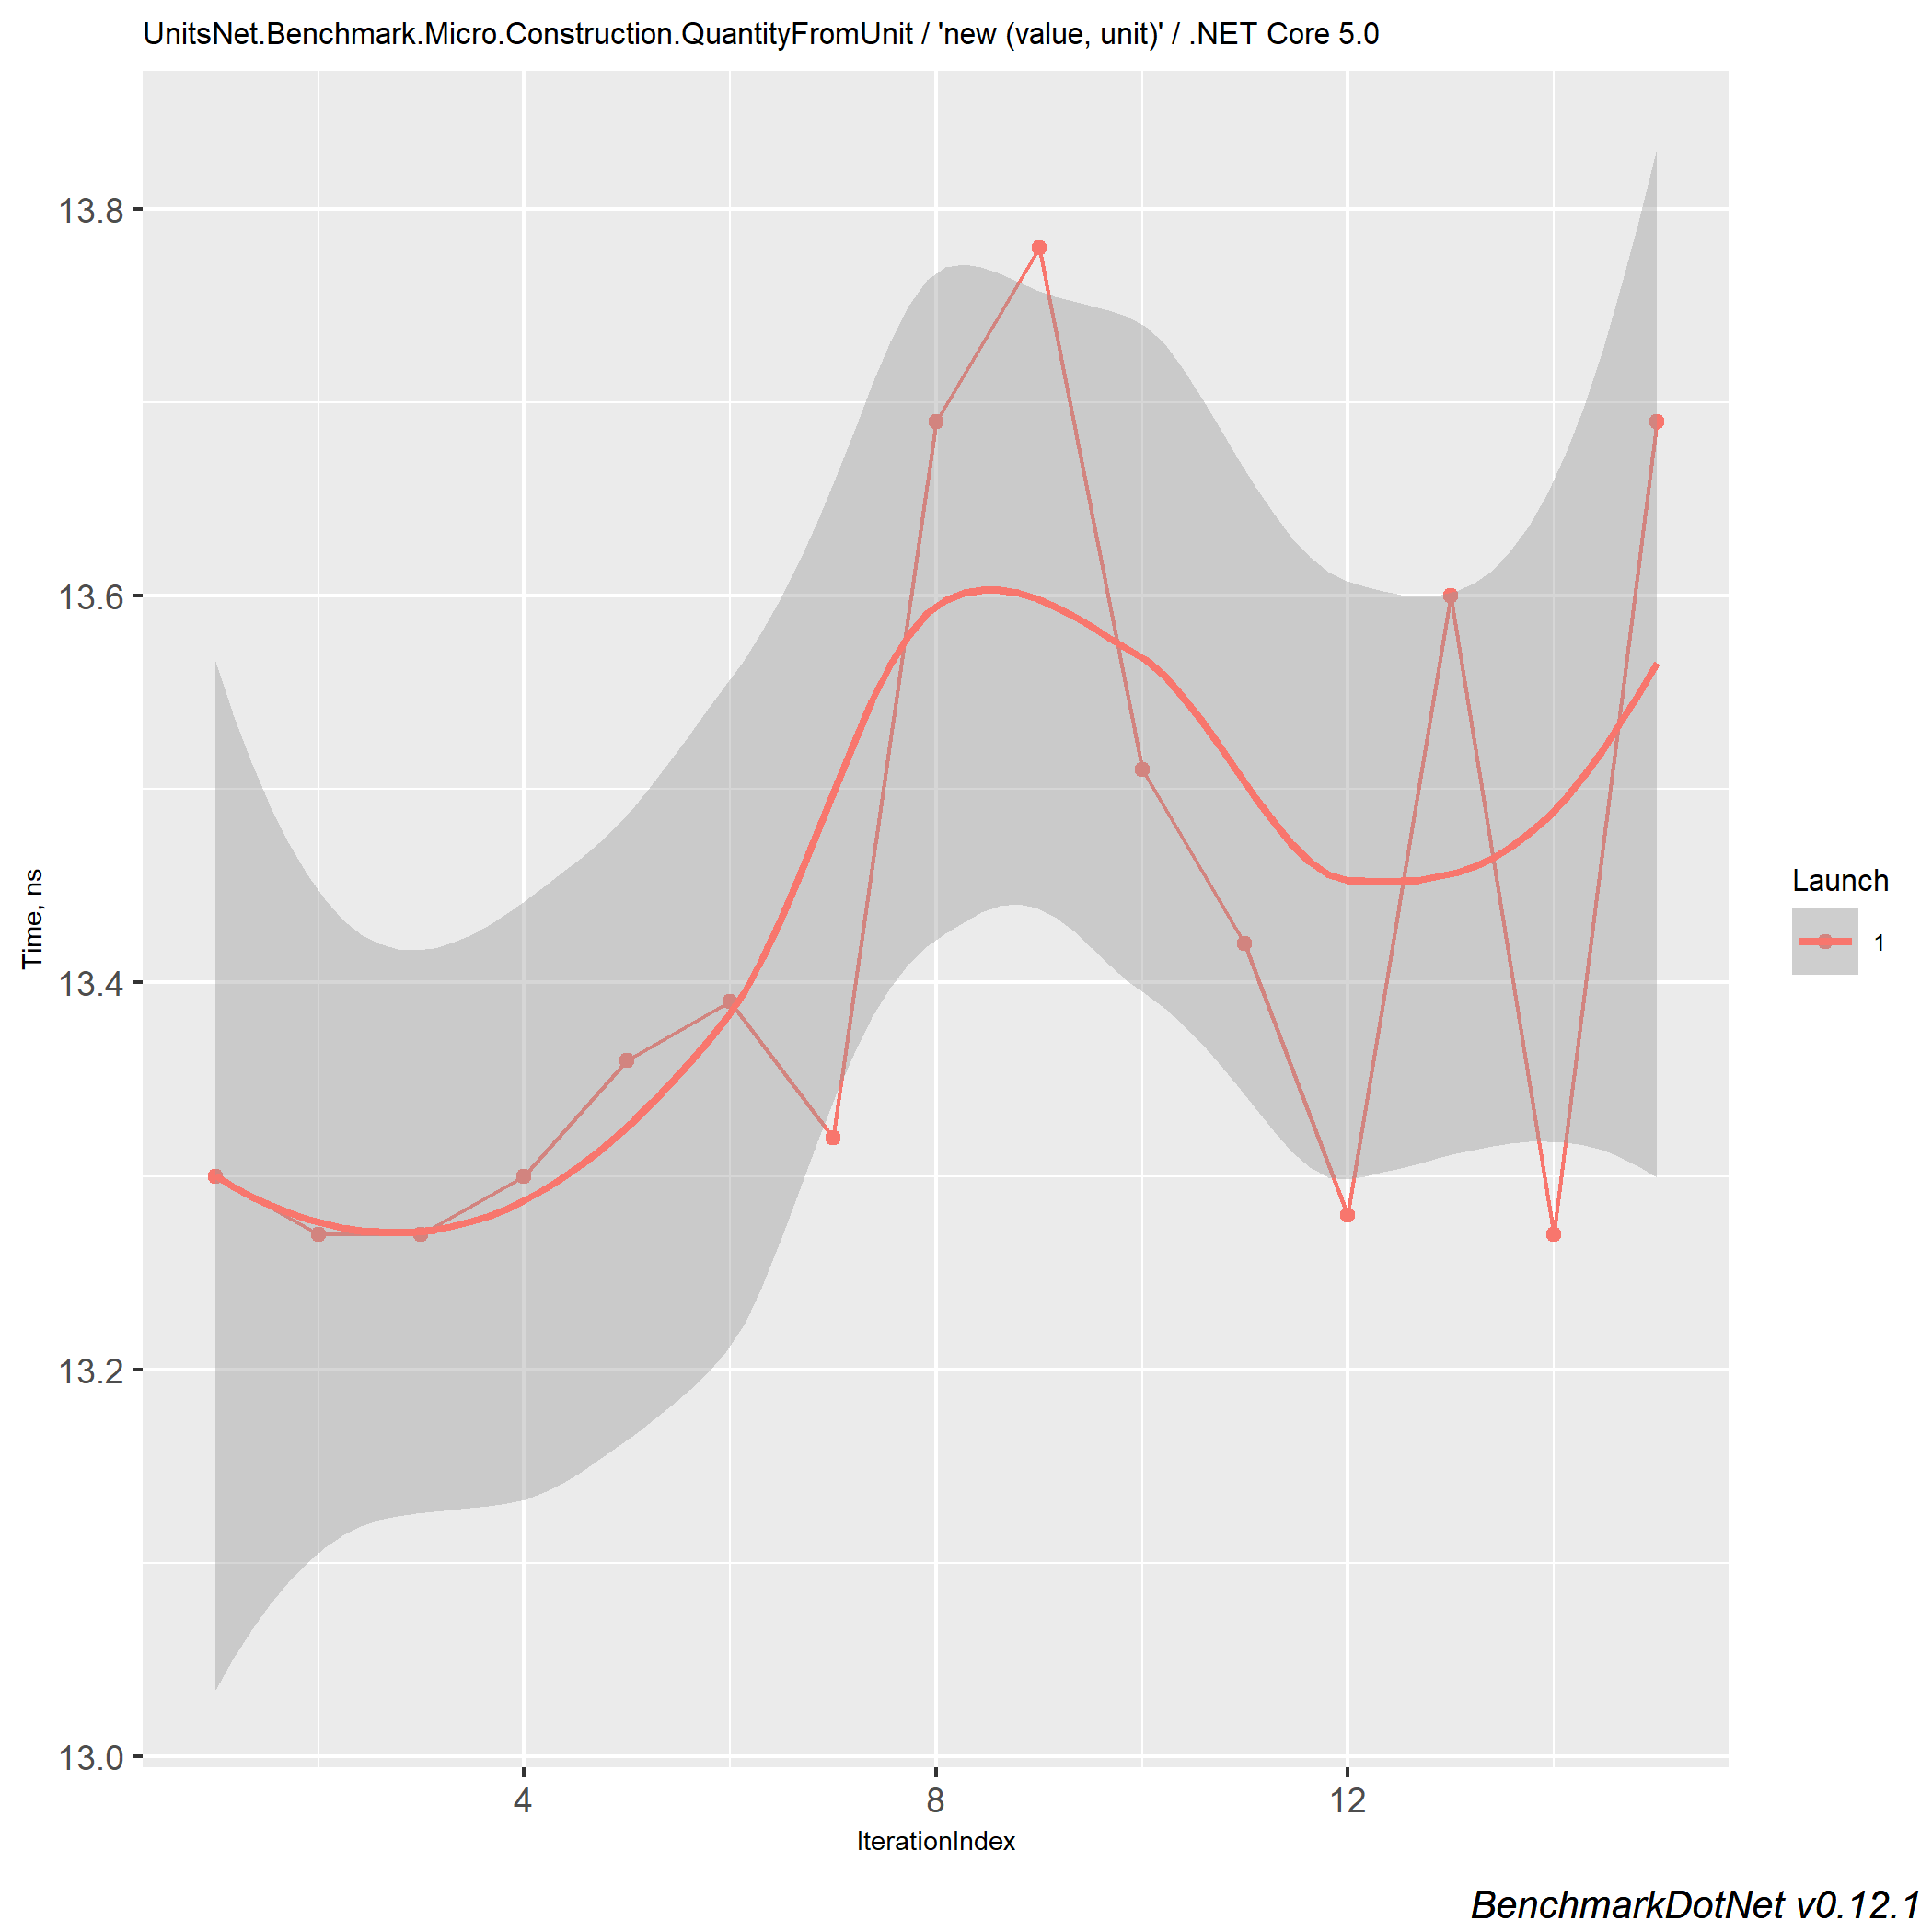 UnitsNet.Benchmark.Micro.Construction.QuantityFromUnit / 'new (value, unit)' / .NET Core 5.0
13.8
13.6
13.4
13.2
13.0
Time, ns
4 8 12
IterationIndex
Launch
1
BenchmarkDotNet v0.12.1